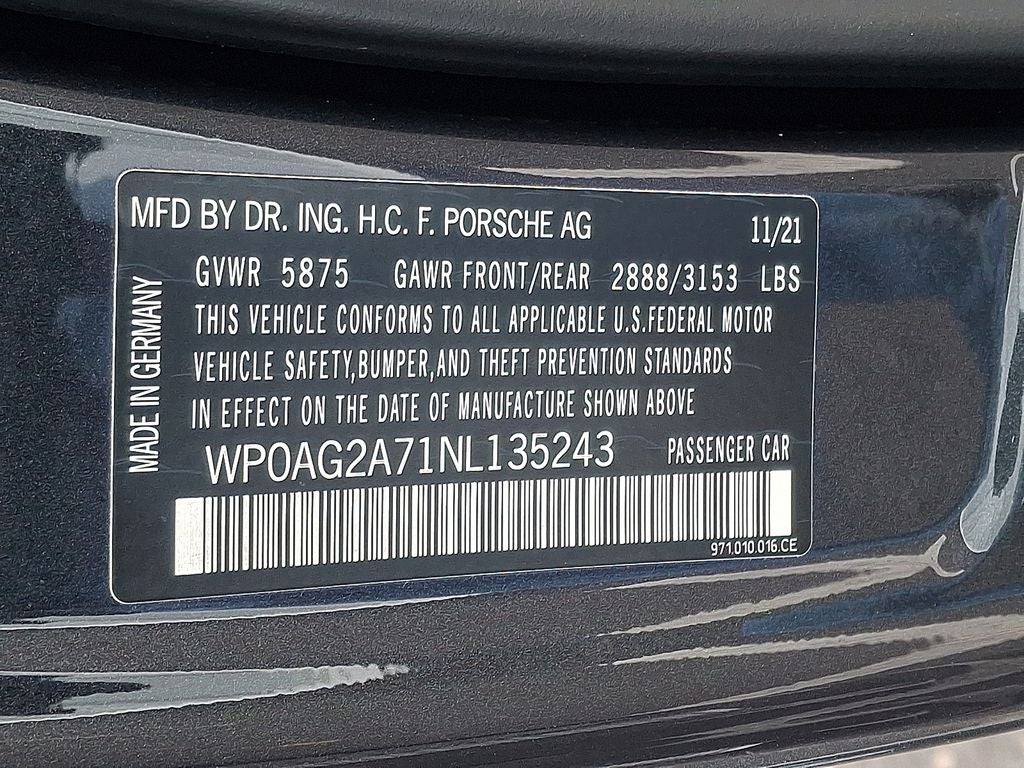 MFD BY DR. ING. H.C. F. PORSCHE AG 11/21
GVWR 5875 GAWR FRONT/REAR 2888/3153 LBS
THIS VEHICLE CONFORMS TO ALL APPLICABLE U.S.FEDERAL MOTOR
VEHICLE SAFETY,BUMPER,AND THEFT PREVENTION STANDARDS
IN EFFECT ON THE DATE OF MANUFACTURE SHOWN ABOVE
WP0AG2A71NL135243 PASSENGER CAR
971.010.016.CE
MADE IN GERMANY